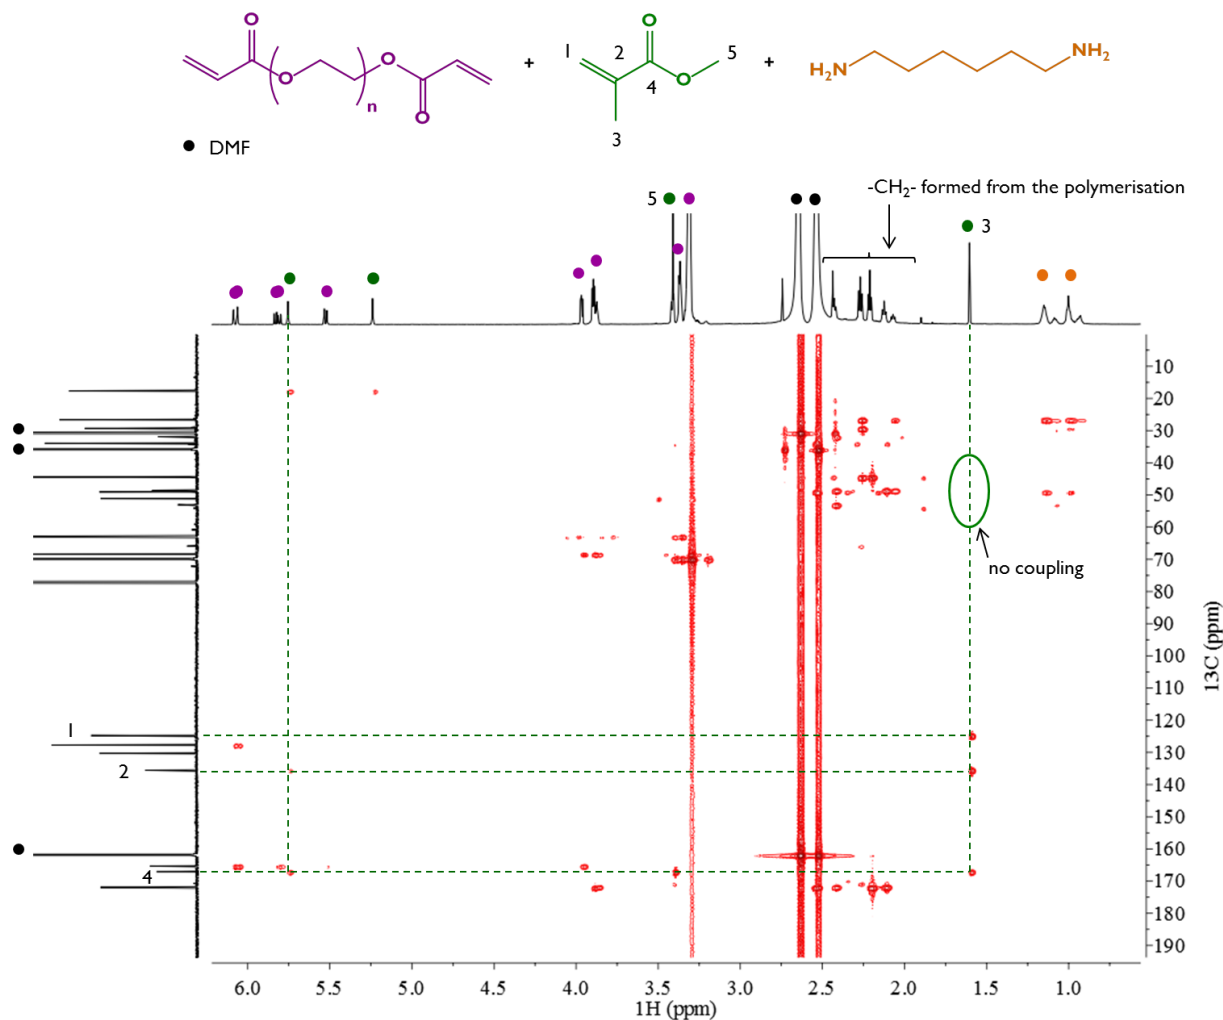 O O
O O + 1 2 5 + NH2
O n O 4 O H2N
3
● DMF
-CH2- formed from the polymerisation
5 3
no coupling
10
20
30
40
50
60
70
80
90
100
110
120
130
140
150
160
170
180
190
13C (ppm)
1
2
4
6.0 5.5 5.0 4.5 4.0 3.5 3.0 2.5 2.0 1.5 1.0
1H (ppm)